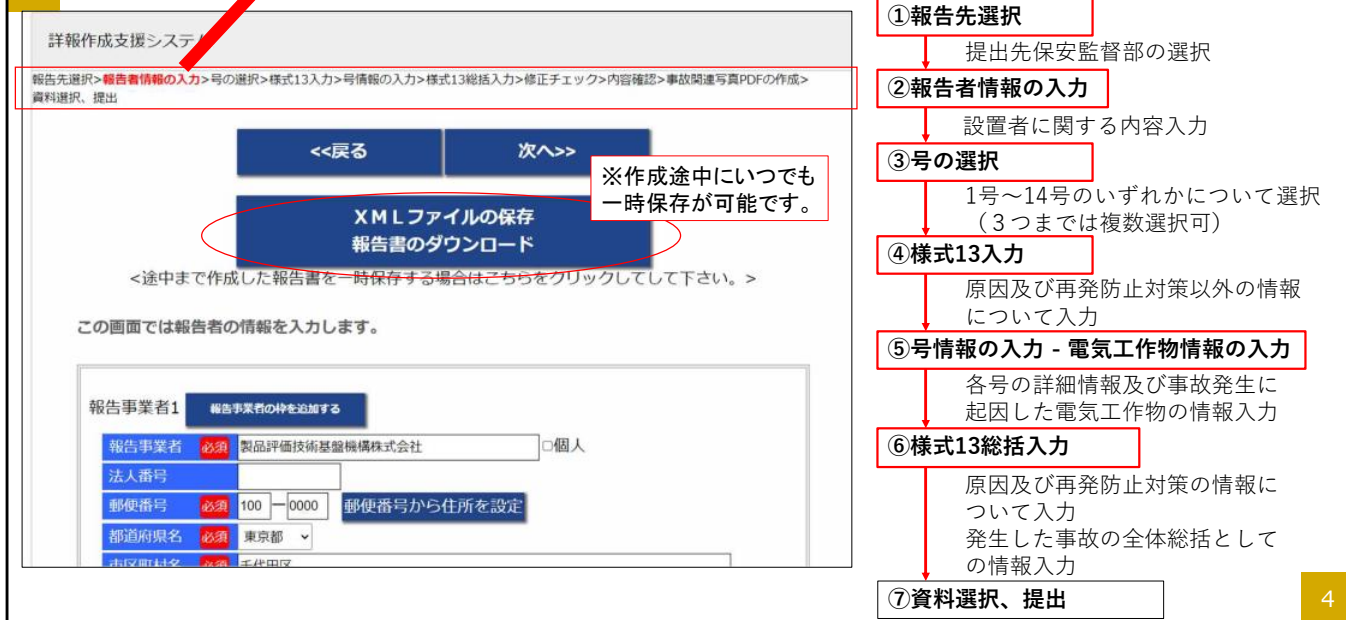 詳報作成支援システ
報告先選択>報告者情報の入力>号の選択>様式13入力>号情報の入力>様式13総括入力>修正チェック>内容確認>事故関連写真PDFの作成>
資料選択、提出
<<戻る
次へ>>
※作成途中にいつでも
一時保存が可能です。
XMLファイルの保存
報告書のダウンロード
<途中まで作成した報告書を一時保存する場合はこちらをクリックしてして下さい。>
この画面では報告者の情報を入力します。
報告事業者1 報告事業者の枠を追加する
報告事業者 必須 製品評価技術基盤機構株式会社 □個人
法人番号
郵便番号 必須 100 ー 0000 郵便番号から住所を設定
都道府県名 必須 東京都
市区町村名 必須 千代田区
①報告先選択
提出先保安監督部の選択
②報告者情報の入力
設置者に関する内容入力
③号の選択
1号～14号のいずれかについて選択
（３つまでは複数選択可）
④様式13入力
原因及び再発防止対策以外の情報
について入力
⑤号情報の入力 - 電気工作物情報の入力
各号の詳細情報及び事故発生に
起因した電気工作物の情報入力
⑥様式13総括入力
原因及び再発防止対策の情報に
ついて入力
発生した事故の全体総括として
の情報入力
⑦資料選択、提出
4